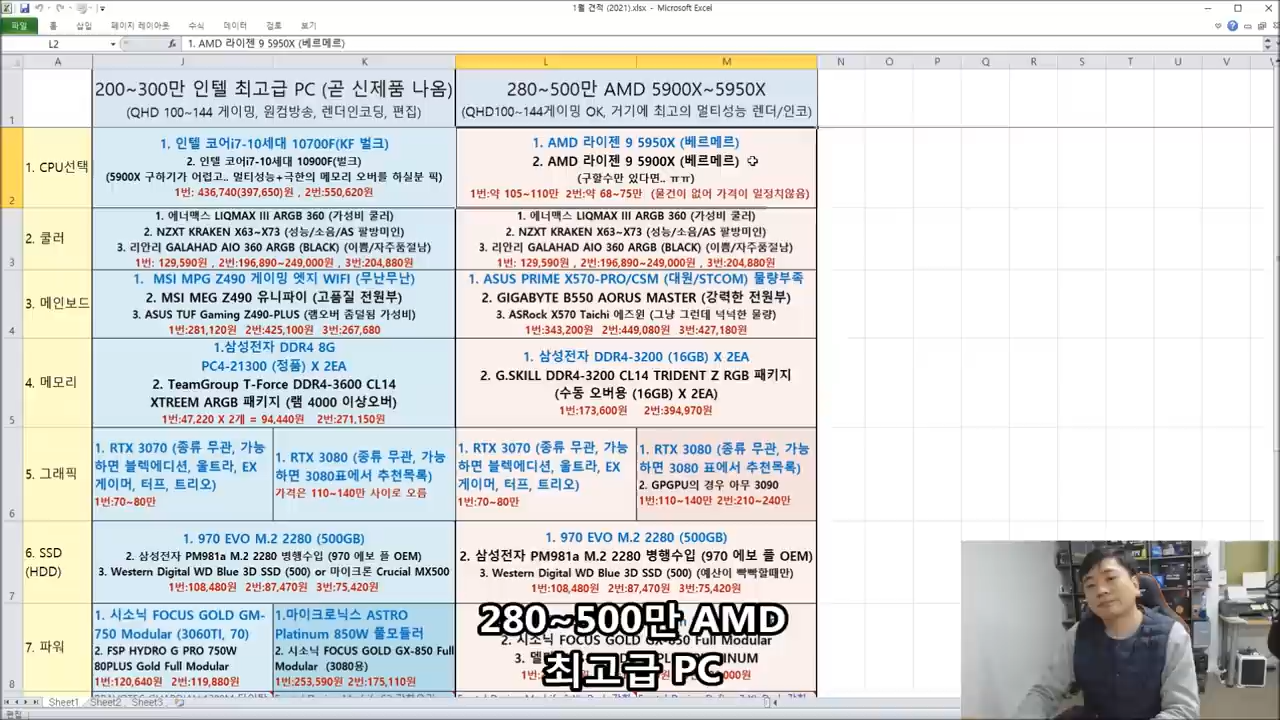 1월 견적 (2021).xlsx - Microsoft Excel
파일 홈 삽입 페이지 레이아웃 수식 데이터 검토 보기
L2 fx 1. AMD 라이젠 9 5950X (베르메르)
A J K L M N O P Q R S T U V
1
200~300만 인텔 최고급 PC (곧 신제품 나옴)
(QHD 100~144 게이밍, 원컴방송, 렌더인코딩, 편집)
280~500만 AMD 5900X~5950X
(QHD100~144게이밍 OK, 거기에 최고의 멀티성능 렌더/인코)
2
1. CPU선택
1. 인텔 코어i7-10세대 10700F(KF 벌크)
2. 인텔 코어i7-10세대 10900F(벌크)
(5900X 구하기가 어렵고.. 멀티성능+극한의 메모리 오버를 하실분 픽)
1번: 436,740(397,650)원 , 2번:550,620원
1. AMD 라이젠 9 5950X (베르메르)
2. AMD 라이젠 9 5900X (베르메르)
(구할수만 있다면.. ㅠㅠ)
1번:약 105~110만 2번:약 68~75만 (물건이 없어 가격이 일정치않음)
3
2. 쿨러
1. 에너맥스 LIQMAX III ARGB 360 (가성비 쿨러)
2. NZXT KRAKEN X63~X73 (성능/소음/AS 팔방미인)
3. 리안리 GALAHAD AIO 360 ARGB (BLACK) (이쁨/자주품절남)
1번: 129,590원 , 2번:196,890~249,000원 , 3번:204,880원
1. 에너맥스 LIQMAX III ARGB 360 (가성비 쿨러)
2. NZXT KRAKEN X63~X73 (성능/소음/AS 팔방미인)
3. 리안리 GALAHAD AIO 360 ARGB (BLACK) (이쁨/자주품절남)
1번: 129,590원 , 2번:196,890~249,000원 , 3번:204,880원
4
3. 메인보드
1. MSI MPG Z490 게이밍 엣지 WIFI (무난무난)
2. MSI MEG Z490 유니파이 (고품질 전원부)
3. ASUS TUF Gaming Z490-PLUS (램오버 좀덜됨 가성비)
1번:281,120원 2번:425,100원 3번:267,680
1. ASUS PRIME X570-PRO/CSM (대원/STCOM) 물량부족
2. GIGABYTE B550 AORUS MASTER (강력한 전원부)
3. ASRock X570 Taichi 에즈윈 (그냥 그런데 넉넉한 물량)
1번:343,200원 2번:449,080원 3번:427,180원
5
4. 메모리
1.삼성전자 DDR4 8G
PC4-21300 (정품) X 2EA
2. TeamGroup T-Force DDR4-3600 CL14
XTREEM ARGB 패키지 (램 4000 이상오버)
1번:47,220 X 2개 = 94,440원 2번:271,150원
1. 삼성전자 DDR4-3200 (16GB) X 2EA
2. G.SKILL DDR4-3200 CL14 TRIDENT Z RGB 패키지
(수동 오버용 (16GB) X 2EA)
1번:173,600원 2번:394,970원
6
5. 그래픽
1. RTX 3070 (종류 무관, 가능
하면 블렉에디션, 울트라, EX
게이머, 터프, 트리오)
1번:70~80만
1. RTX 3080 (종류 무관, 가능
하면 3080표에서 추천목록)
가격은 110~140만 사이로 오름
1. RTX 3070 (종류 무관, 가능
하면 블렉에디션, 울트라, EX
게이머, 터프, 트리오)
1번:70~80만
1. RTX 3080 (종류 무관, 가능
하면 3080 표에서 추천목록)
2. GPGPU의 경우 아무 3090
1번:110~140만 2번:210~240만
7
6. SSD
(HDD)
1. 970 EVO M.2 2280 (500GB)
2. 삼성전자 PM981a M.2 2280 병행수입 (970 에보 플 OEM)
3. Western Digital WD Blue 3D SSD (500) or 마이크론 Crucial MX500
1번:108,480원 2번:87,470원 3번:75,420원
1. 970 EVO M.2 2280 (500GB)
2. 삼성전자 PM981a M.2 2280 병행수입 (970 에보 플 OEM)
3. Western Digital WD Blue 3D SSD (500) (예산이 빡빡할때만)
1번:108,480원 2번:87,470원 3번:75,420원
8
7. 파워
1. 시소닉 FOCUS GOLD GM-
750 Modular (3060TI, 70)
2. FSP HYDRO G PRO 750W
80PLUS Gold Full Modular
1번:120,640원 2번:119,880원
1.마이크로닉스 ASTRO
Platinum 850W 풀모듈러
2. 시소닉 FOCUS GOLD GX-850 Full
Modular (3080용)
1번:253,590원 2번:175,110원
2. 시소닉 FOCUS GOLD GX-850 Full Modular
280~500만 AMD
최고급 PC
Sheet1 Sheet2 Sheet3
편집